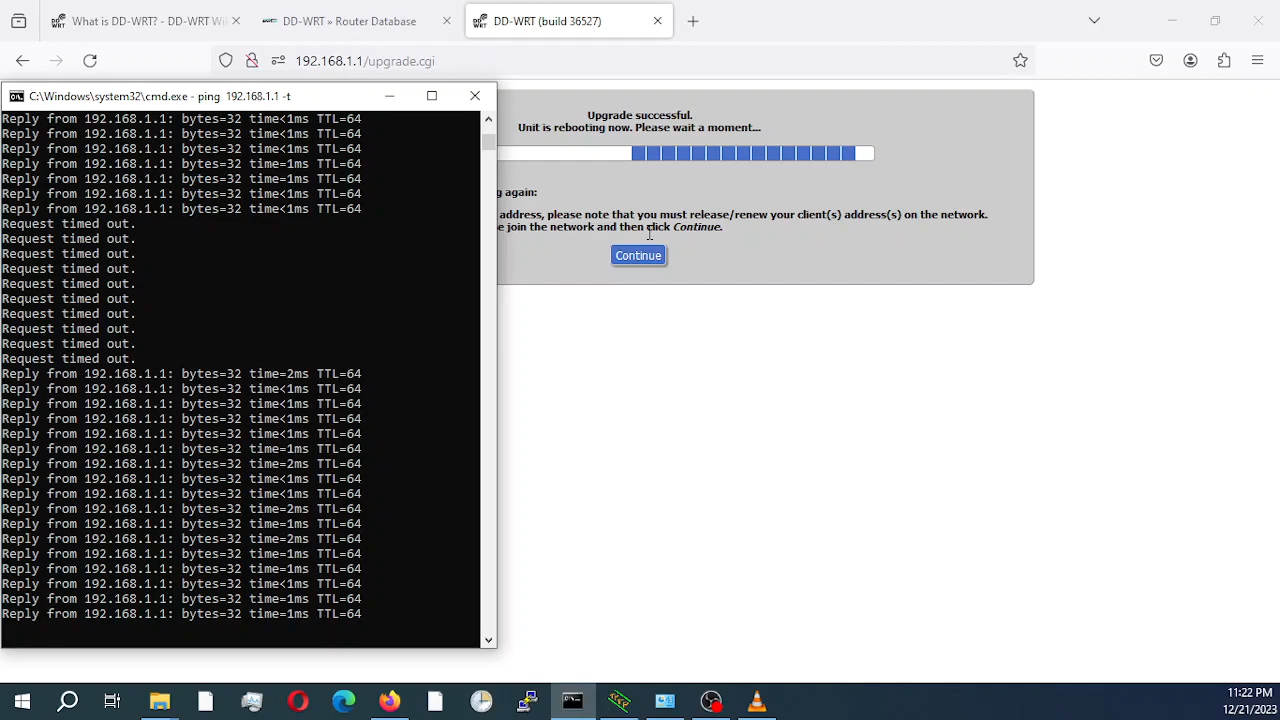 What is DD-WRT? - DD-WRT Wil
DD-WRT » Router Database
DD-WRT (build 36527)
192.168.1.1/upgrade.cgi
C:\Windows\system32\cmd.exe - ping 192.168.1.1 -t
Reply from 192.168.1.1: bytes=32 time<1ms TTL=64
Reply from 192.168.1.1: bytes=32 time<1ms TTL=64
Reply from 192.168.1.1: bytes=32 time<1ms TTL=64
Reply from 192.168.1.1: bytes=32 time=1ms TTL=64
Reply from 192.168.1.1: bytes=32 time<1ms TTL=64
Reply from 192.168.1.1: bytes=32 time<1ms TTL=64
Reply from 192.168.1.1: bytes=32 time<1ms TTL=64
Request timed out.
Request timed out.
Request timed out.
Request timed out.
Request timed out.
Request timed out.
Request timed out.
Request timed out.
Request timed out.
Request timed out.
Reply from 192.168.1.1: bytes=32 time=2ms TTL=64
Reply from 192.168.1.1: bytes=32 time<1ms TTL=64
Reply from 192.168.1.1: bytes=32 time<1ms TTL=64
Reply from 192.168.1.1: bytes=32 time<1ms TTL=64
Reply from 192.168.1.1: bytes=32 time<1ms TTL=64
Reply from 192.168.1.1: bytes=32 time=1ms TTL=64
Reply from 192.168.1.1: bytes=32 time=2ms TTL=64
Reply from 192.168.1.1: bytes=32 time<1ms TTL=64
Reply from 192.168.1.1: bytes=32 time<1ms TTL=64
Reply from 192.168.1.1: bytes=32 time=2ms TTL=64
Reply from 192.168.1.1: bytes=32 time=1ms TTL=64
Reply from 192.168.1.1: bytes=32 time=2ms TTL=64
Reply from 192.168.1.1: bytes=32 time=1ms TTL=64
Reply from 192.168.1.1: bytes=32 time=1ms TTL=64
Reply from 192.168.1.1: bytes=32 time<1ms TTL=64
Reply from 192.168.1.1: bytes=32 time=1ms TTL=64
Reply from 192.168.1.1: bytes=32 time=1ms TTL=64
Upgrade successful.
Unit is rebooting now. Please wait a moment...
g again:
address, please note that you must release/renew your client(s) address(s) on the network.
e join the network and then click Continue.
Continue
11:22 PM
12/21/2023